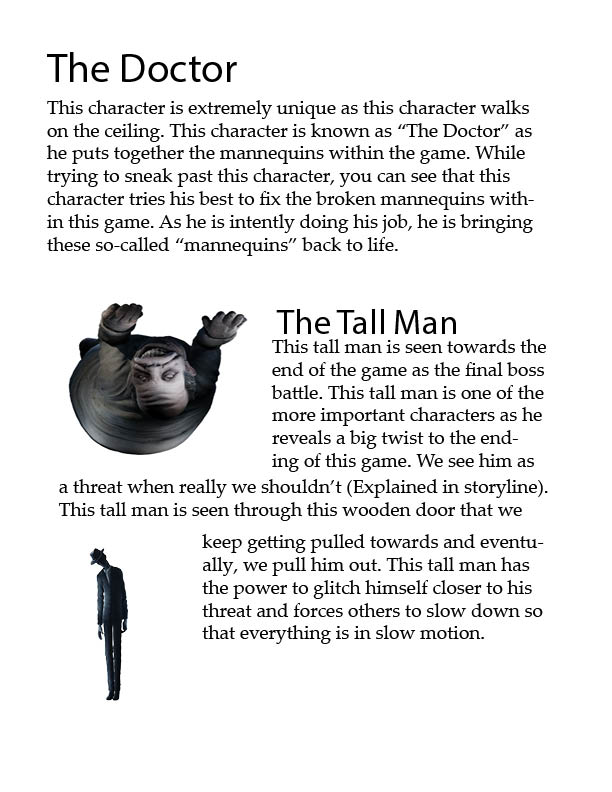 The Doctor
This character is extremely unique as this character walks
on the ceiling. This character is known as “The Doctor” as
he puts together the mannequins within the game. While
trying to sneak past this character, you can see that this
character tries his best to fix the broken mannequins with-
in this game. As he is intently doing his job, he is bringing
these so-called “mannequins” back to life.
The Tall Man
This tall man is seen towards the
end of the game as the final boss
battle. This tall man is one of the
more important characters as he
reveals a big twist to the end-
ing of this game. We see him as
a threat when really we shouldn’t (Explained in storyline).
This tall man is seen through this wooden door that we
keep getting pulled towards and eventu-
ally, we pull him out. This tall man has
the power to glitch himself closer to his
threat and forces others to slow down so
that everything is in slow motion.